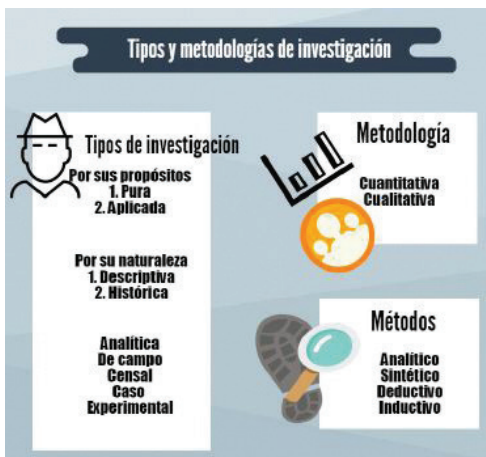 Tipos y metodologías de investigación
Tipos de investigación
Por sus propósitos
1. Pura
2. Aplicada
Por su naturaleza
1. Descriptiva
2. Histórica
Analítica
De campo
Censal
Caso
Experimental
Metodología
Cuantitativa
Cualitativa
Métodos
Analítico
Sintético
Deductivo
Inductivo